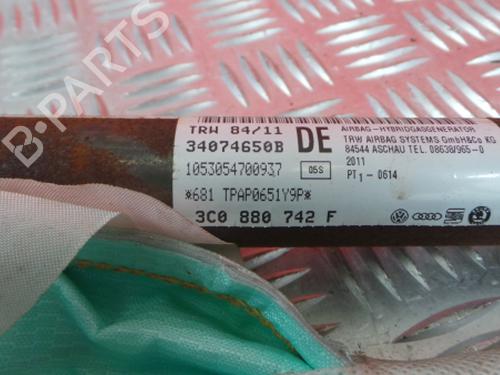 TRW 84/11
34074650B
1053054700937
05S
*681 TPAP0651Y9P*
3C0 880 742 F
DE
AIRBAG-HYBRIDGASGENERATOR
TRW AIRBAG SYSTEMS GmbH&Co KG
84544 ASCHAU TEL. 08638/965-0
2011
PT1-0614